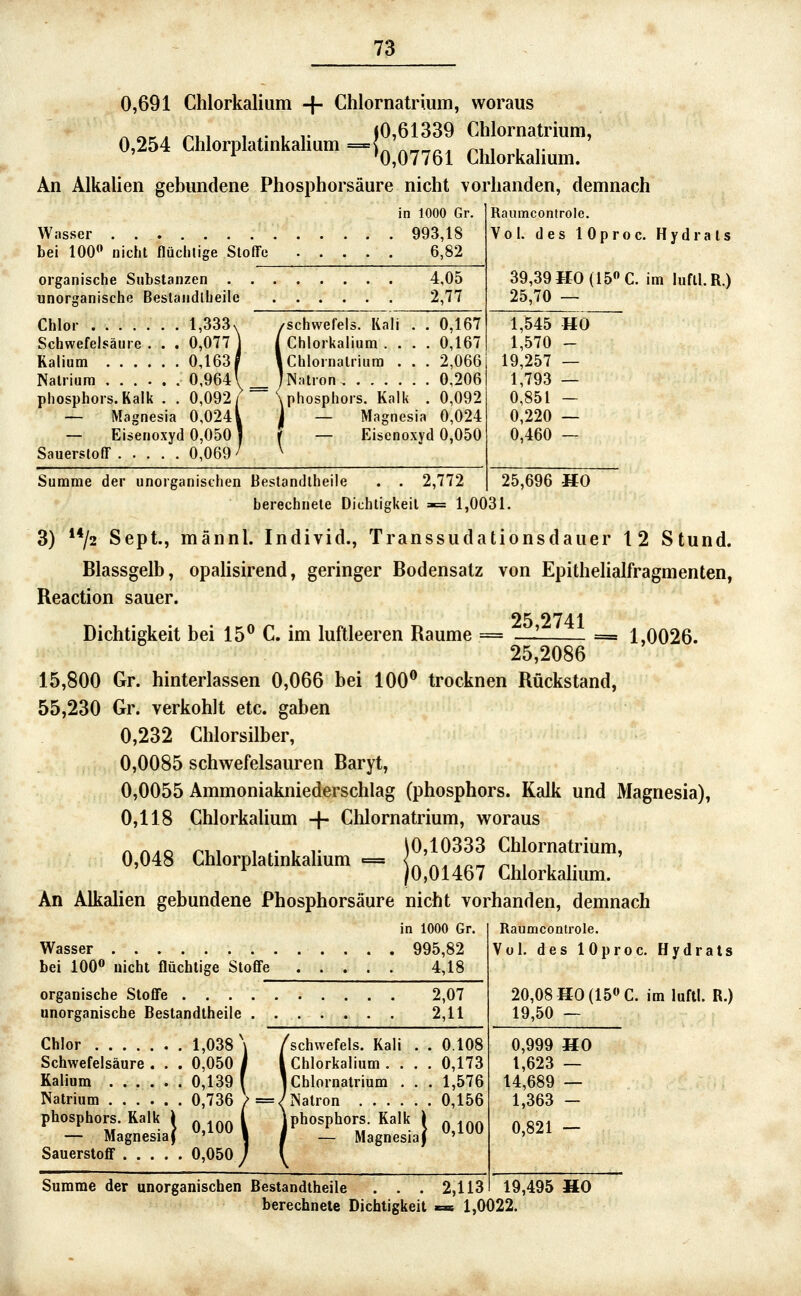 73
0,691 Chlorkalium + Chlornatrium, woraus
0,254 Chlorplatinkalium = {0,61339 Chlornatrium,
0,07761 Chlorkalium.
An Alkalien gebundene Phosphorsäure nicht vorhanden, demnach
in 1000 Gr. Raumcontrole.
Wasser . . . . . . . . . . . . . 993,18 Vol. des 10proc. Hydrats
bei 100⁰ nicht flüchtige Stoffe . . . . . 6,82
organische Substanzen . . . . . . . . 4,05 39,39 HO (15⁰ C. im luftl. R.)
unorganische Bestandtheile . . . . . . 2,77 25,70 —
Chlor . . . . . . . 1,333 schwefels. Kali . . 0,167 1,545 HO
Schwefelsäure . . . 0,077 Chlorkalium . . . . 0,167 1,570 —
Kalium . . . . . . 0,163 Chlornatrium . . . 2,066 19,257 —
Natrium . . . . . . 0,964 = Natron . . . . . . . 0,206 1,793 —
phosphors. Kalk . . 0,092 phosphors. Kalk . 0,092 0,851 —
— Magnesia 0,024 — Magnesia 0,024 0,220 —
— Eisenoxyd 0,050 — Eisenoxyd 0,050 0,460 —
Sauerstoff . . . . . 0,069
Summe der unorganischen Bestandtheile . . 2,772 25,696 HO
berechnete Dichtigkeit = 1,0031.
3) 14/2 Sept., männl. Individ., Transsudationsdauer 12 Stund.
Blassgelb, opalisirend, geringer Bodensatz von Epithelialfragmenten,
Reaction sauer.
Dichtigkeit bei 15⁰ C. im luftleeren Raume = 25,2741 / 25,2086 = 1,0026.
15,800 Gr. hinterlassen 0,066 bei 100⁰ trocknen Rückstand,
55,230 Gr. verkohlt etc. gaben
0,232 Chlorsilber,
0,0085 schwefelsauren Baryt,
0,0055 Ammoniakniederschlag (phosphors. Kalk und Magnesia),
0,118 Chlorkalium + Chlornatrium, woraus
0,048 Chlorplatinkalium = {0,10333 Chlornatrium,
0,01467 Chlorkalium.
An Alkalien gebundene Phosphorsäure nicht vorhanden, demnach
in 1000 Gr. Raumcontrole.
Wasser . . . . . . . . . . . . . 995,82 Vol. des 10proc. Hydrats
bei 100⁰ nicht flüchtige Stoffe . . . . . 4,18
organische Stoffe . . . . . . . . . . 2,07 20,08 HO (15⁰ C. im luftl. R.)
unorganische Bestandtheile . . . . . . . 2,11 19,50 —
Chlor . . . . . . . 1,038 schwefels. Kali . . 0.108 0,999 HO
Schwefelsäure . . . 0,050 Chlorkalium . . . . 0,173 1,623 —
Kalium . . . . . . 0,139 Chlornatrium . . . 1,576 14,689 —
Natrium . . . . . . 0,736 = Natron . . . . . . 0,156 1,363 —
phosphors. Kalk } 0,100 phosphors. Kalk } 0,100 0,821 —
— Magnesia} — Magnesia}
Sauerstoff . . . . . 0,050
Summe der unorganischen Bestandtheile . . . 2,113 19,495 HO
berechnete Dichtigkeit = 1,0022.